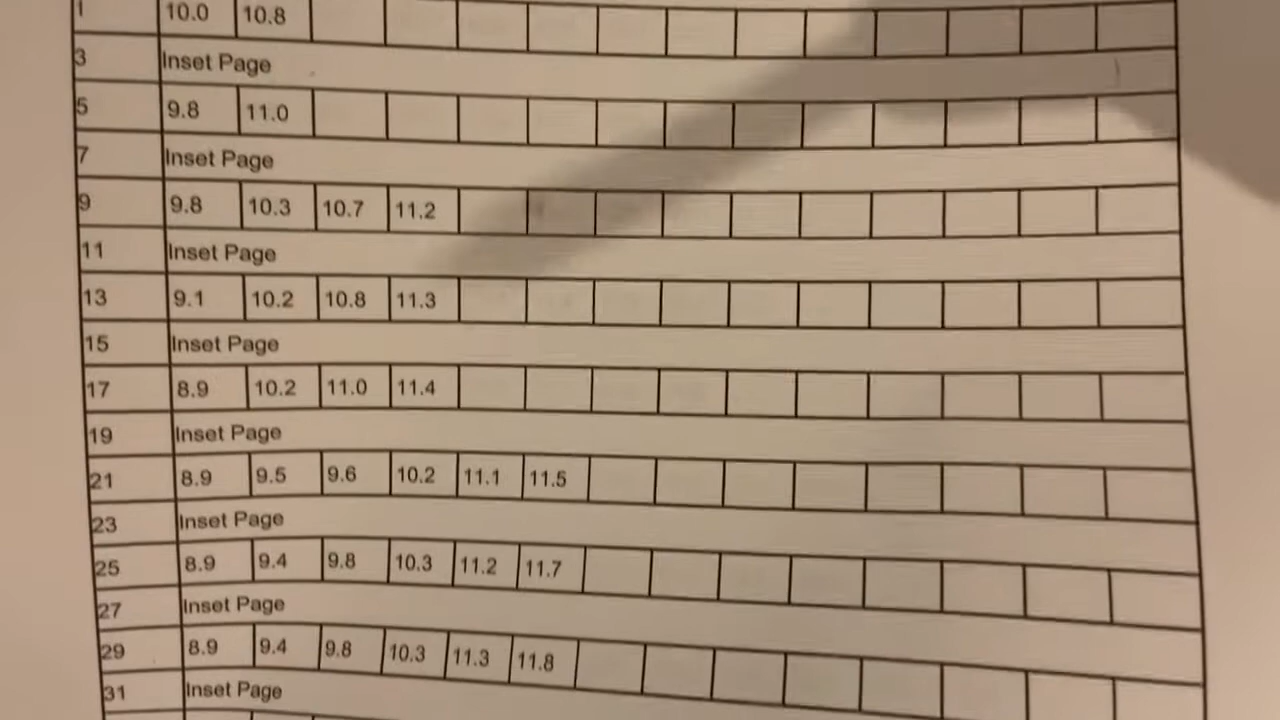 1 10.0 10.8
3 Inset Page
5 9.8 11.0
7 Inset Page
9 9.8 10.3 10.7 11.2
11 Inset Page
13 9.1 10.2 10.8 11.3
15 Inset Page
17 8.9 10.2 11.0 11.4
19 Inset Page
21 8.9 9.5 9.6 10.2 11.1 11.5
23 Inset Page
25 8.9 9.4 9.8 10.3 11.2 11.7
27 Inset Page
29 8.9 9.4 9.8 10.3 11.3 11.8
31 Inset Page